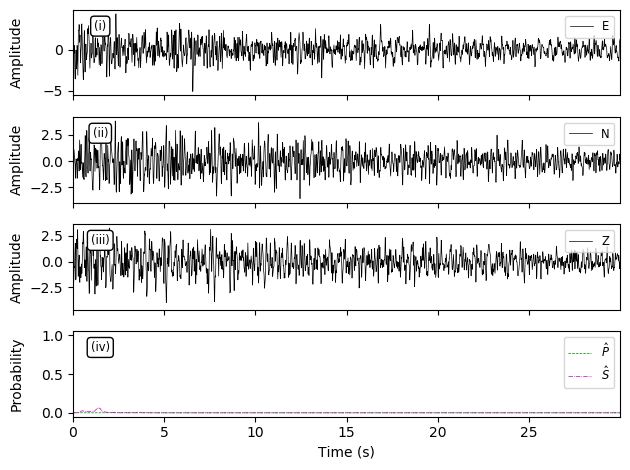 Amplitude
0
−5
(i)
E
Amplitude
2.5
0.0
−2.5
(ii)
N
Amplitude
2.5
0.0
−2.5
(iii)
Z
Probability
1.0
0.5
0.0
(iv)
P̂
Ŝ
0 5 10 15 20 25
Time (s)